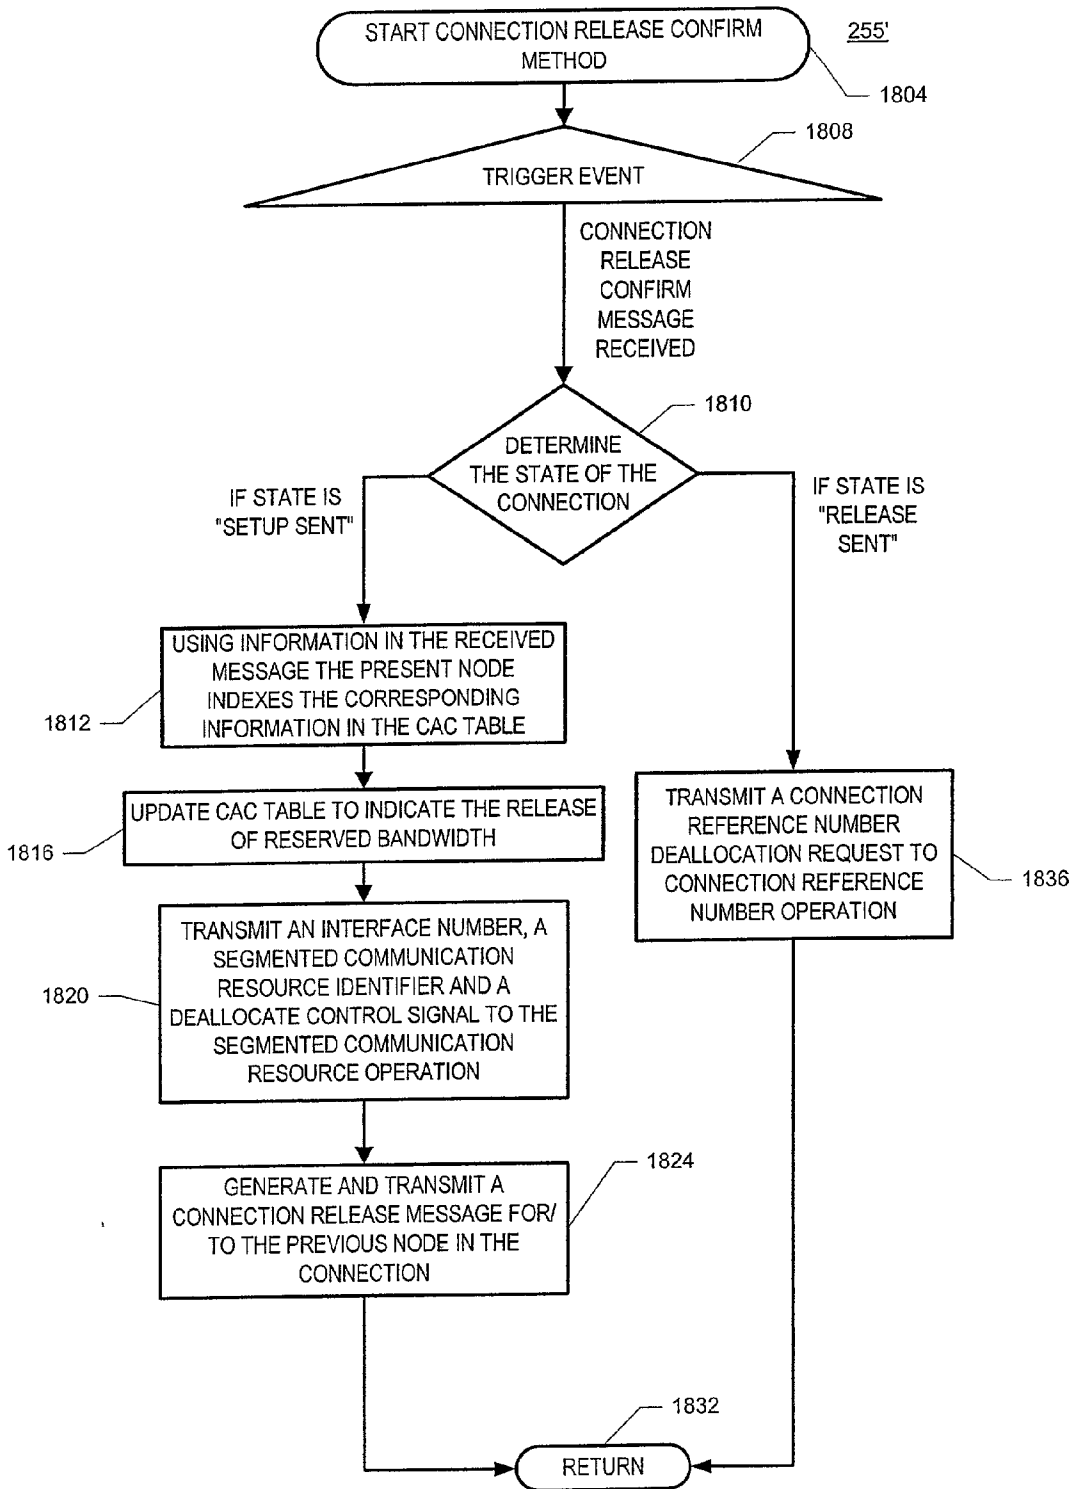 START CONNECTION RELEASE CONFIRM
METHOD
255'
1804
1808
TRIGGER EVENT
CONNECTION
RELEASE
CONFIRM
MESSAGE
RECEIVED
1810
DETERMINE
THE STATE OF THE
CONNECTION
IF STATE IS
"SETUP SENT"
IF STATE IS
"RELEASE
SENT"
USING INFORMATION IN THE RECEIVED
MESSAGE THE PRESENT NODE
INDEXES THE CORRESPONDING
INFORMATION IN THE CAC TABLE
1812
UPDATE CAC TABLE TO INDICATE THE RELEASE
OF RESERVED BANDWIDTH
1816
TRANSMIT A CONNECTION
REFERENCE NUMBER
DEALLOCATION REQUEST TO
CONNECTION REFERENCE
NUMBER OPERATION
1836
TRANSMIT AN INTERFACE NUMBER, A
SEGMENTED COMMUNICATION
RESOURCE IDENTIFIER AND A
DEALLOCATE CONTROL SIGNAL TO THE
SEGMENTED COMMUNICATION
RESOURCE OPERATION
1820
1824
GENERATE AND TRANSMIT A
CONNECTION RELEASE MESSAGE FOR/
TO THE PREVIOUS NODE IN THE
CONNECTION
1832
RETURN